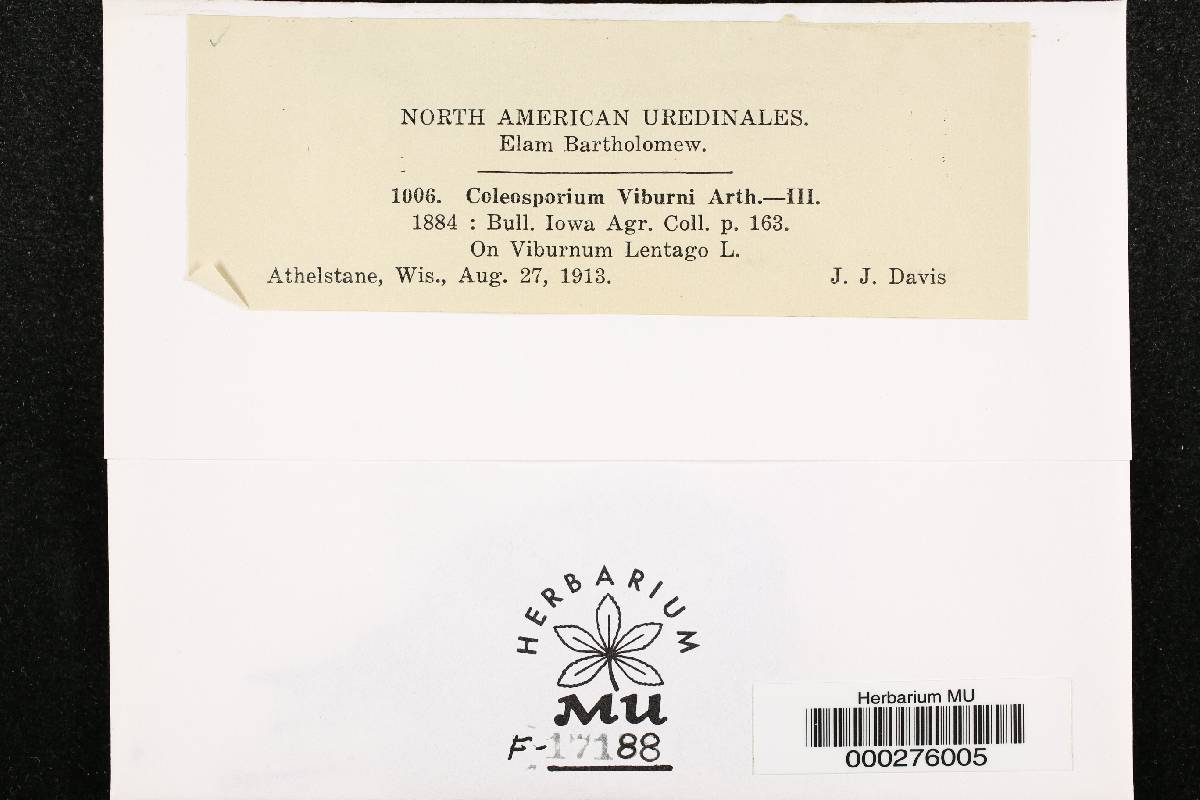 NORTH AMERICAN UREDINALES.
Elam Bartholomew.
1006. Coleosporium Viburni Arth.—III.
1884 : Bull. Iowa Agr. Coll. p. 163.
On Viburnum Lentago L.
Athelstane, Wis., Aug. 27, 1913. J. J. Davis
HERBARIUM
MU
F-17188
Herbarium MU
000276005